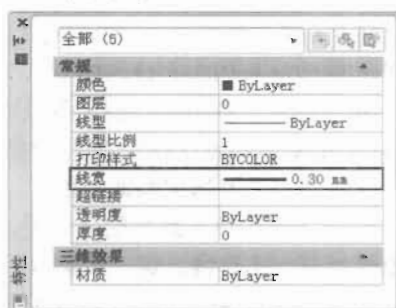 全部 (5)
常规
颜色 ByLayer
图层 0
线型 ByLayer
线型比例 1
打印样式 BYCOLOR
线宽 0.30 mm
超链接
透明度 ByLayer
厚度 0
三维效果
材质 ByLayer
特性